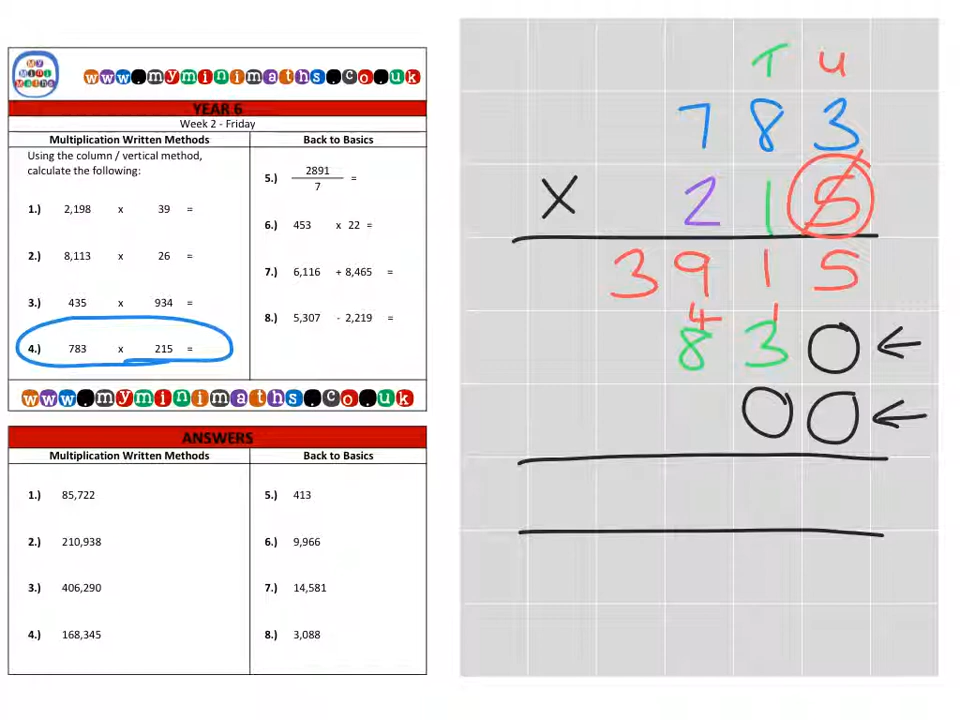 My
Mini
Maths
www.myminimaths.co.uk
YEAR 6
Week 2 - Friday
Multiplication Written Methods
Back to Basics
Using the column / vertical method,
calculate the following:
1.) 2,198 x 39 =
2.) 8,113 x 26 =
3.) 435 x 934 =
4.) 783 x 215 =
5.) 2891
7 =
6.) 453 x 22 =
7.) 6,116 + 8,465 =
8.) 5,307 - 2,219 =
www.myminimaths.co.uk
ANSWERS
Multiplication Written Methods
Back to Basics
1.) 85,722
2.) 210,938
3.) 406,290
4.) 168,345
5.) 413
6.) 9,966
7.) 14,581
8.) 3,088
T U
7 8 3
X 2 1 5
3 9 1 5
4 1
8 3 0 ←
0 0 ←